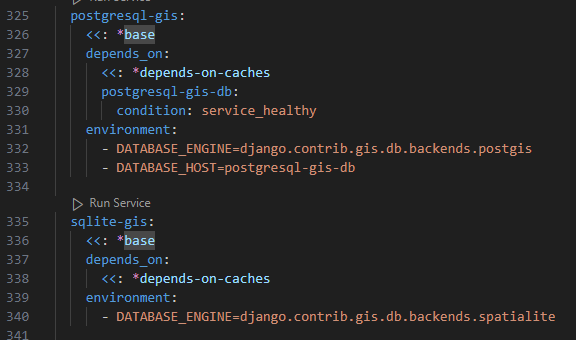 Run Service
325 postgresql-gis:
326 <<: *base
327 depends_on:
328 <<: *depends-on-caches
329 postgresql-gis-db:
330 condition: service_healthy
331 environment:
332 - DATABASE_ENGINE=django.contrib.gis.db.backends.postgis
333 - DATABASE_HOST=postgresql-gis-db
334
Run Service
335 sqlite-gis:
336 <<: *base
337 depends_on:
338 <<: *depends-on-caches
339 environment:
340 - DATABASE_ENGINE=django.contrib.gis.db.backends.spatialite
341